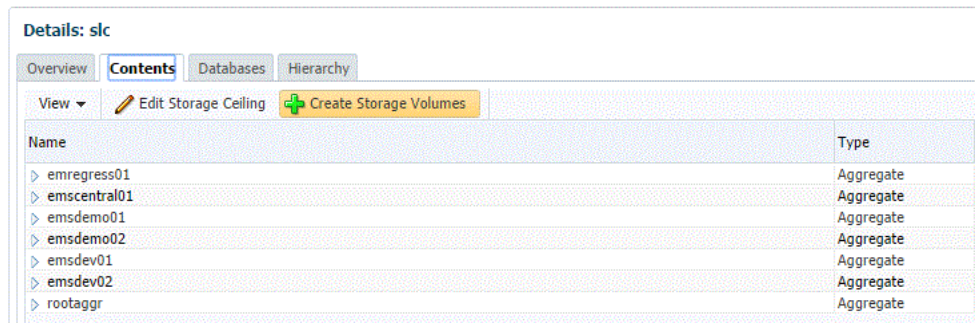 Details: slc
Overview Contents Databases Hierarchy
View Edit Storage Ceiling Create Storage Volumes
Name Type
emregress01 Aggregate
emscentral01 Aggregate
emsdemo01 Aggregate
emsdemo02 Aggregate
emsdev01 Aggregate
emsdev02 Aggregate
rootaggr Aggregate